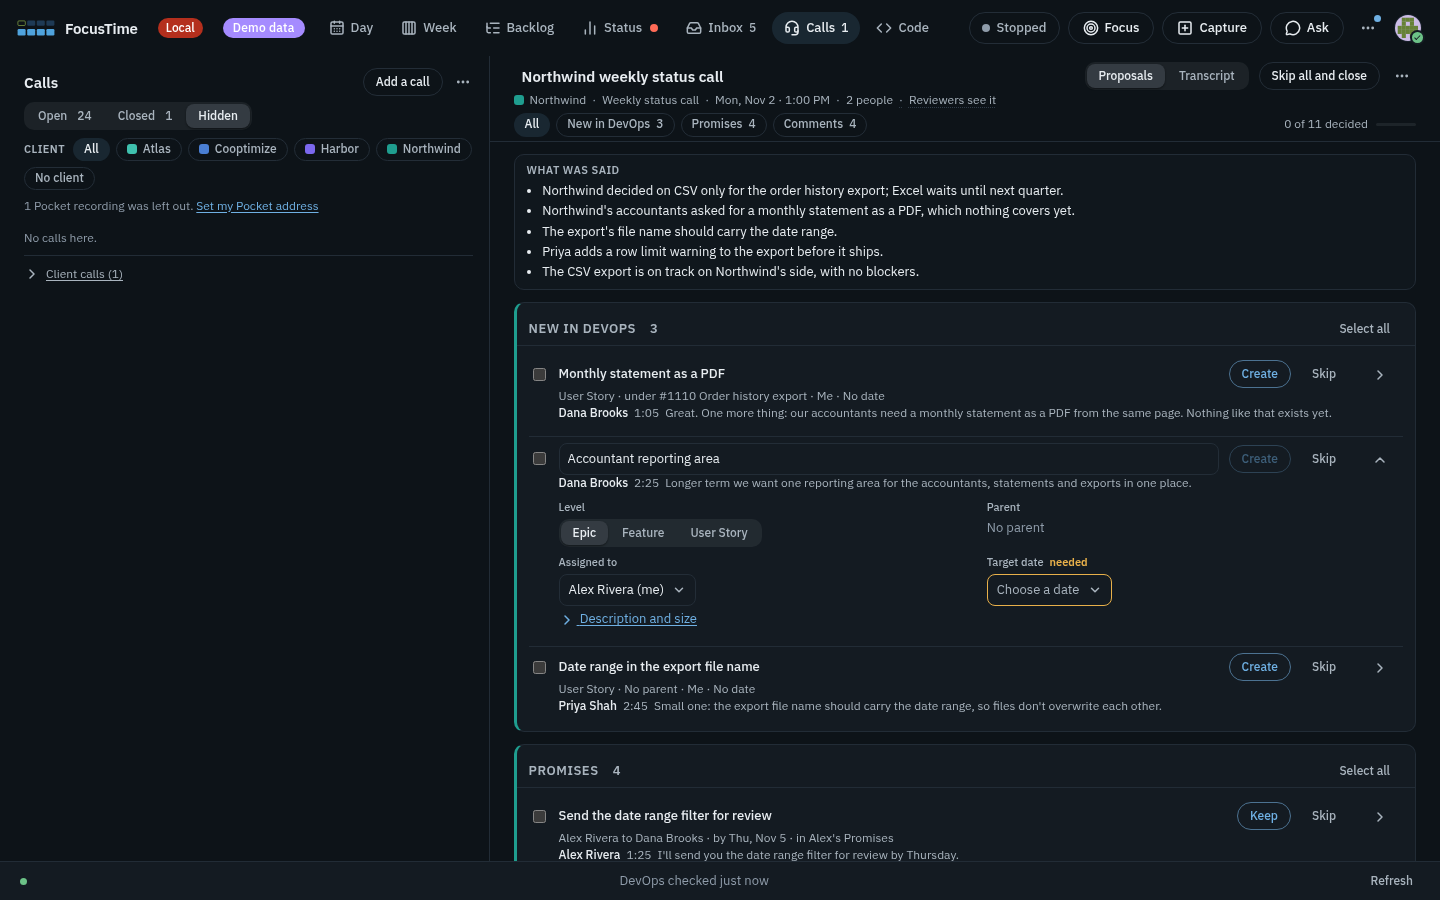 FocusTime Local Demo data Day Week Backlog Status Inbox 5 Calls 1 Code Stopped Focus Capture Ask
Calls
Add a call
Open 24 Closed 1 Hidden
CLIENT All Atlas Cooptimize Harbor Northwind
No client
1 Pocket recording was left out. Set my Pocket address
No calls here.
Client calls (1)
Northwind weekly status call
Proposals Transcript Skip all and close
Northwind · Weekly status call · Mon, Nov 2 · 1:00 PM · 2 people · Reviewers see it
All New in DevOps 3 Promises 4 Comments 4
0 of 11 decided
WHAT WAS SAID
• Northwind decided on CSV only for the order history export; Excel waits until next quarter.
• Northwind's accountants asked for a monthly statement as a PDF, which nothing covers yet.
• The export's file name should carry the date range.
• Priya adds a row limit warning to the export before it ships.
• The CSV export is on track on Northwind's side, with no blockers.
NEW IN DEVOPS 3
Select all
Monthly statement as a PDF
Create Skip
User Story · under #1110 Order history export · Me · No date
Dana Brooks 1:05 Great. One more thing: our accountants need a monthly statement as a PDF from the same page. Nothing like that exists yet.
Accountant reporting area
Create Skip
Dana Brooks 2:25 Longer term we want one reporting area for the accountants, statements and exports in one place.
Level
Parent
Epic Feature User Story
No parent
Assigned to
Target date needed
Alex Rivera (me)
Choose a date
Description and size
Date range in the export file name
Create Skip
User Story · No parent · Me · No date
Priya Shah 2:45 Small one: the export file name should carry the date range, so files don't overwrite each other.
PROMISES 4
Select all
Send the date range filter for review
Keep Skip
Alex Rivera to Dana Brooks · by Thu, Nov 5 · in Alex's Promises
Alex Rivera 1:25 I'll send you the date range filter for review by Thursday.
DevOps checked just now
Refresh